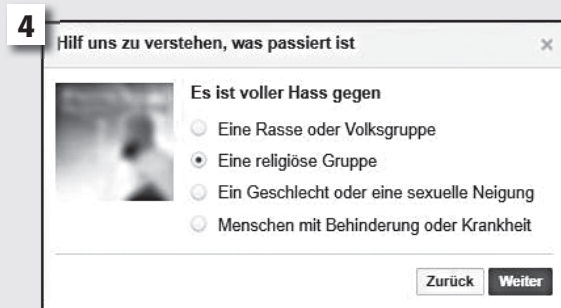 4
Hilf uns zu verstehen, was passiert ist ×
Es ist voller Hass gegen
Eine Rasse oder Volksgruppe
Eine religiöse Gruppe
Ein Geschlecht oder eine sexuelle Neigung
Menschen mit Behinderung oder Krankheit
Zurück Weiter